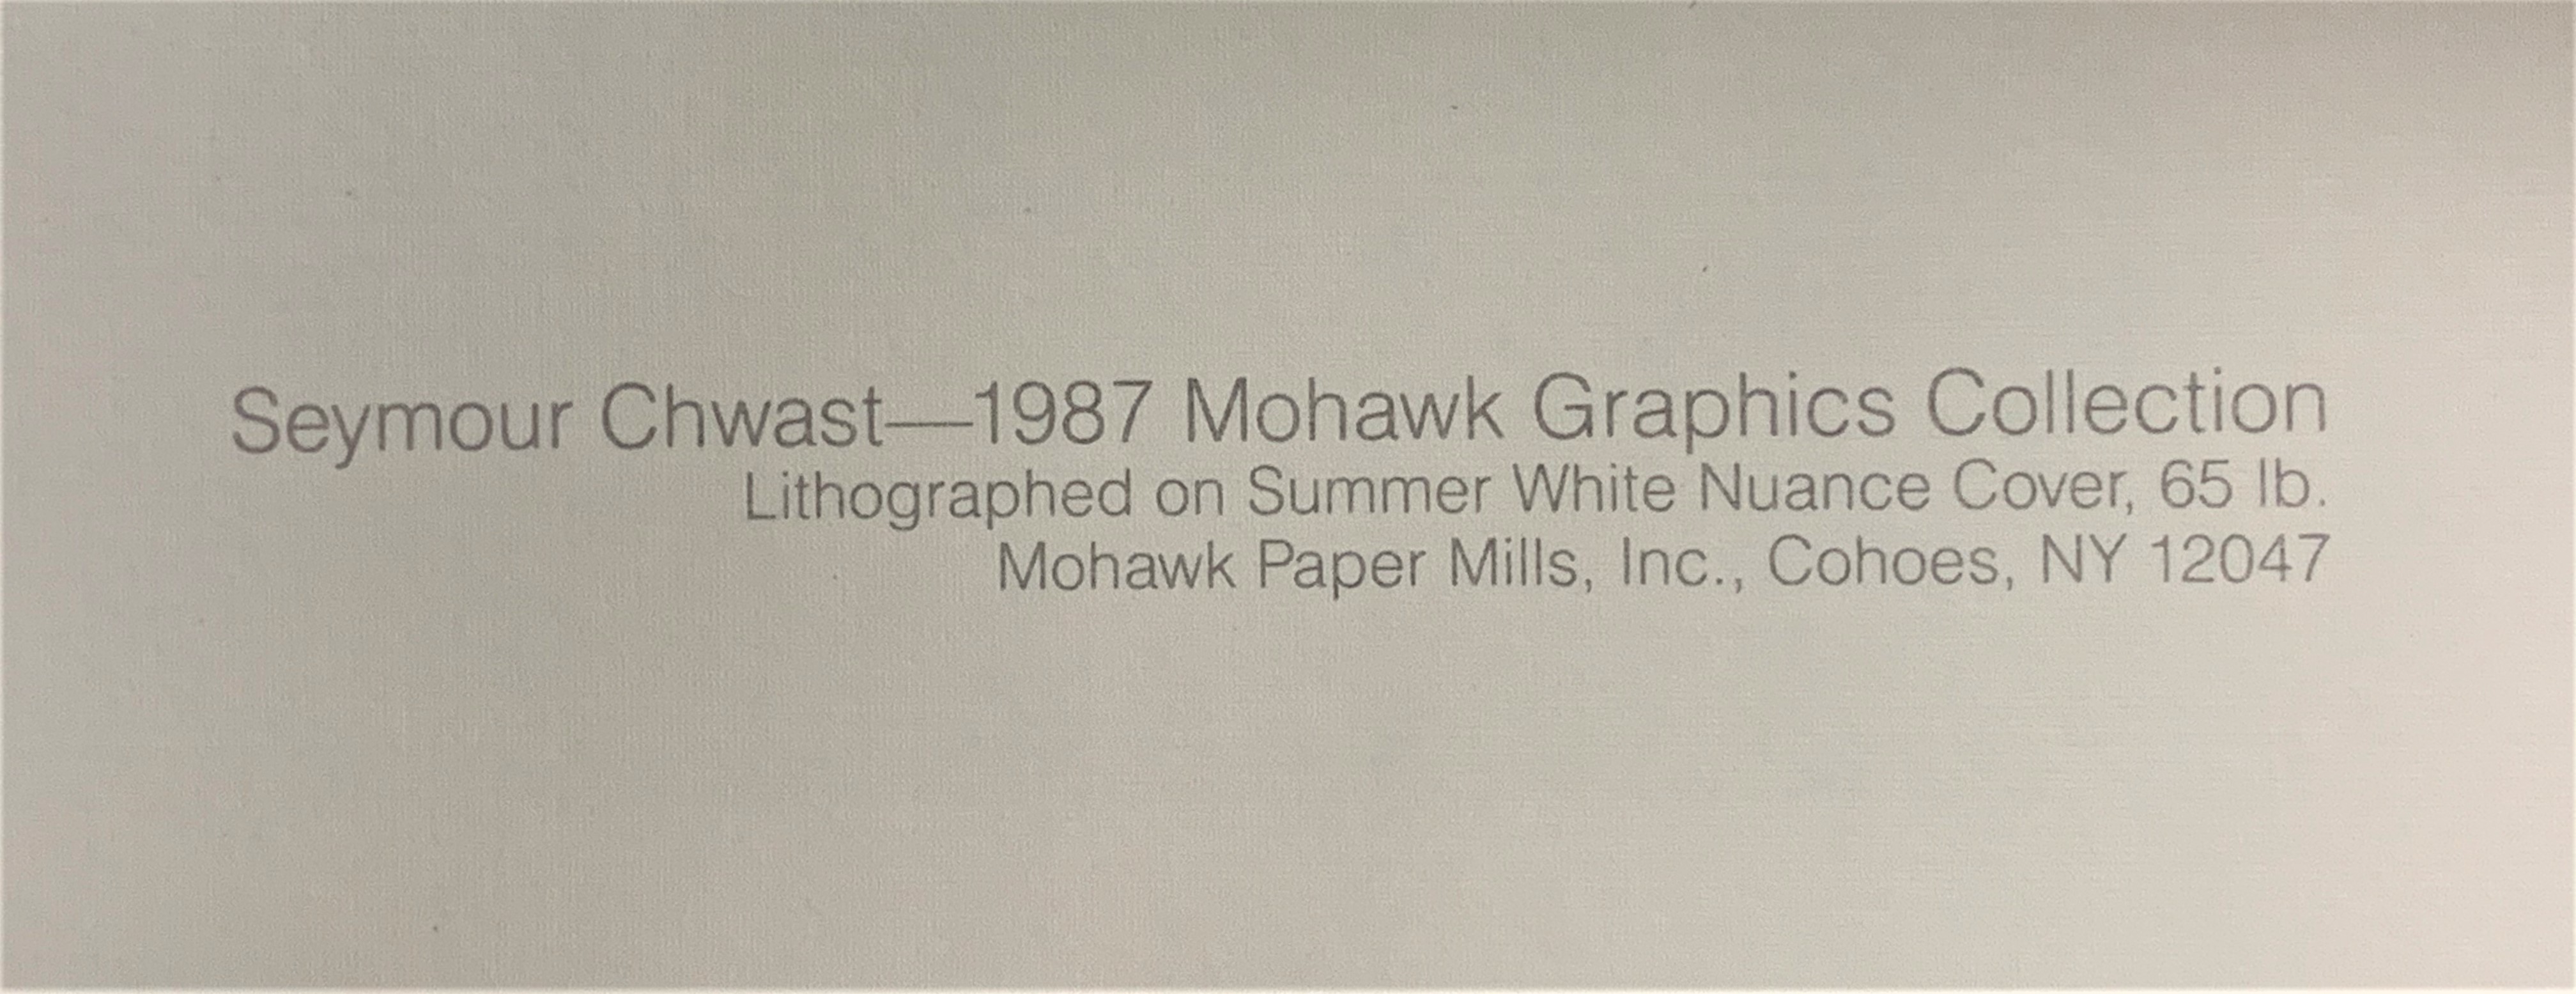 Seymour Chwast—1987 Mohawk Graphics Collection
Lithographed on Summer White Nuance Cover, 65 lb.
Mohawk Paper Mills, Inc., Cohoes, NY 12047